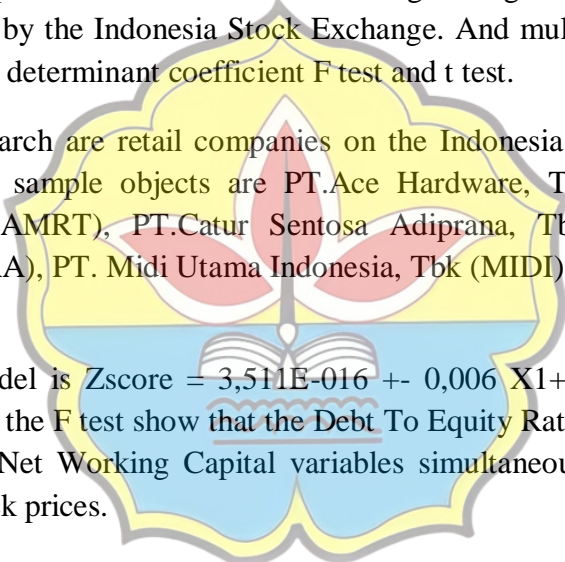 by the Indonesia Stock Exchange. And mul
determinant coefficient F test and t test.
arch are retail companies on the Indonesia
sample objects are PT.Ace Hardware, T
AMRT), PT.Catur Sentosa Adiprana, Tb
RA), PT. Midi Utama Indonesia, Tbk (MIDI)
del is Zscore = 3,511E-016 +- 0,006 X1+
the F test show that the Debt To Equity Rat
Net Working Capital variables simultaneou
k prices.